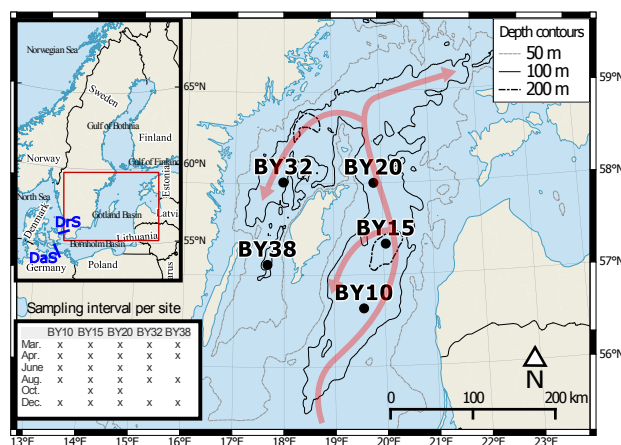 Norwegian Sea
Sweden
Gulf of Bothnia
Finland
Norway
Gulf of Finland
Estonia
North Sea
Denmark
DrS
Gotland Basin
Latvi
Lithuania
Bornholm Basin
DaS
Germany
Poland
arus
65°N
60°N
55°N
Depth contours
50 m
100 m
200 m
59°N
58°N
57°N
56°N
BY32
BY20
BY15
BY38
BY10
Sampling interval per site
BY10 BY15 BY20 BY32 BY38
Mar. x x x x x
Apr. x x x x x
June x x x x
Aug. x x x x x
Oct. x x
Dec. x x x x x
N
0 100 200 km
13°E 14°E 15°E 16°E 17°E 18°E 19°E 20°E 21°E 22°E 23°E